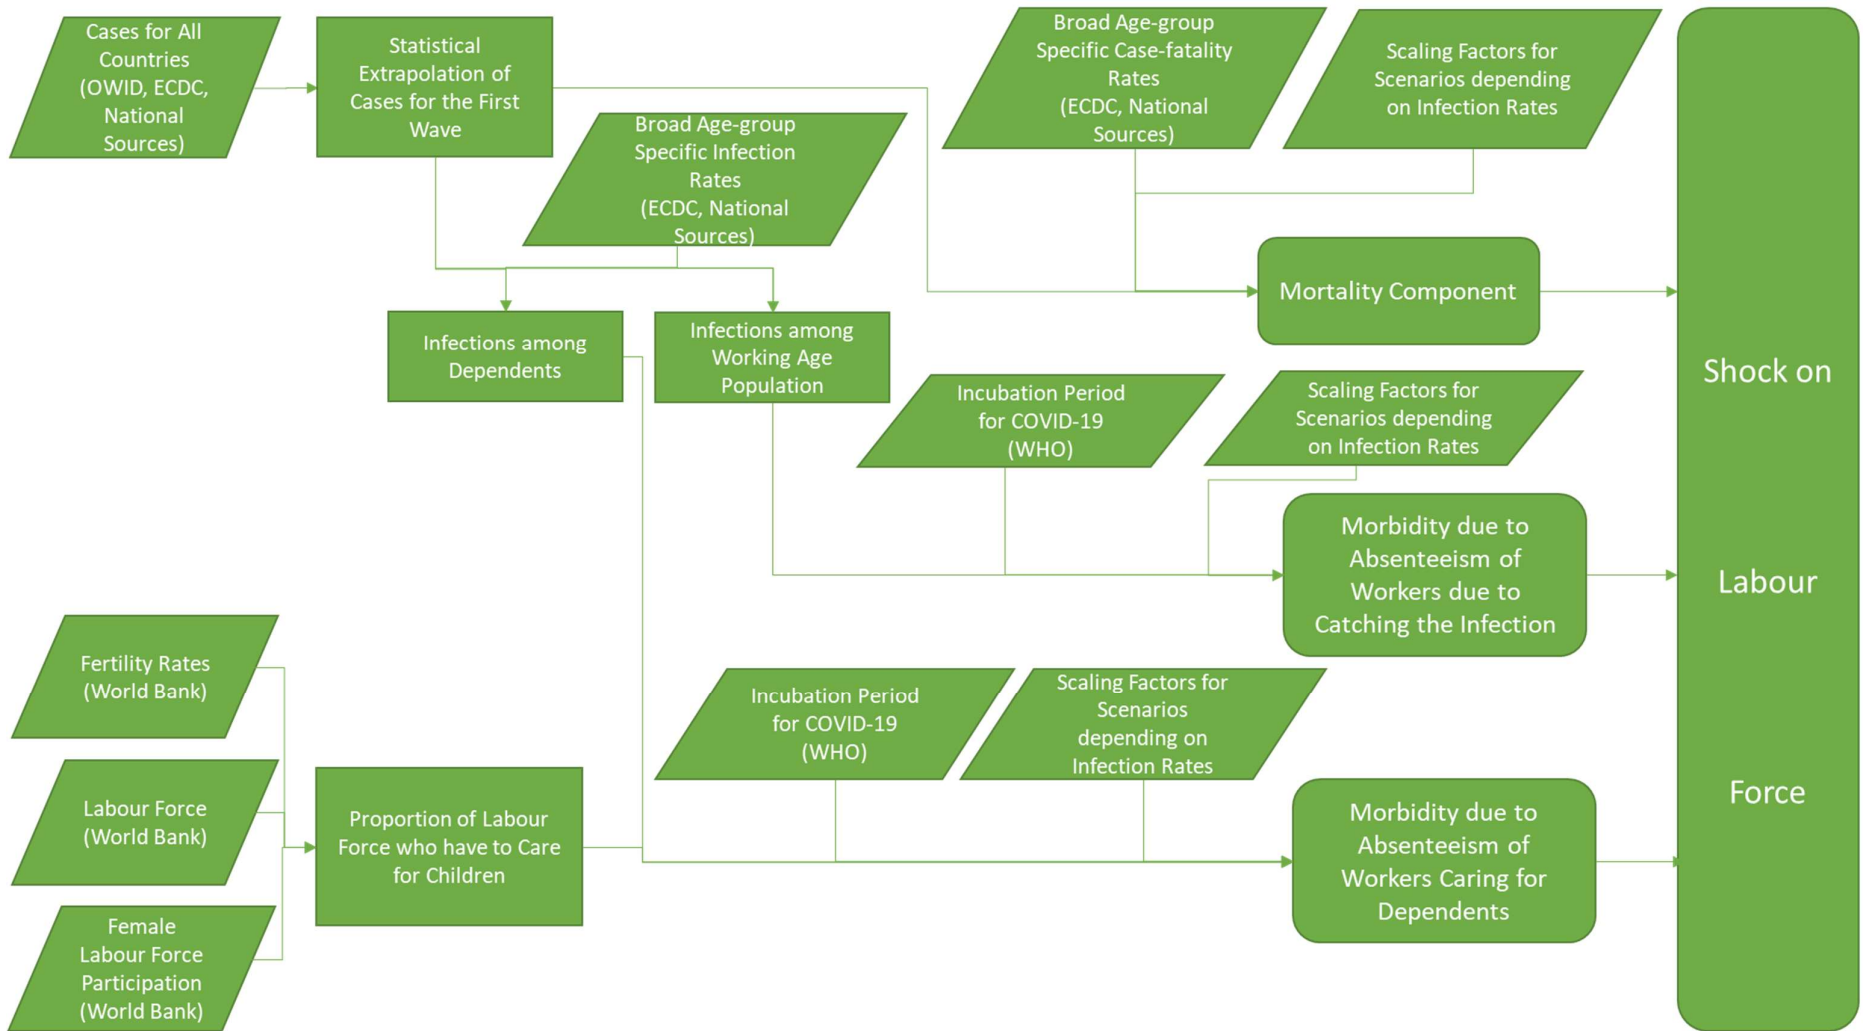 Cases for All
Countries
(OWID, ECDC,
National
Sources)
Statistical
Extrapolation of
Cases for the First
Wave
Broad Age-group
Specific Infection
Rates
(ECDC, National
Sources)
Broad Age-group
Specific Case-fatality
Rates
(ECDC, National
Sources)
Scaling Factors for
Scenarios depending
on Infection Rates
Mortality Component
Infections among
Dependents
Infections among
Working Age
Population
Incubation Period
for COVID-19
(WHO)
Scaling Factors for
Scenarios depending
on Infection Rates
Morbidity due to
Absenteeism of
Workers due to
Catching the Infection
Fertility Rates
(World Bank)
Labour Force
(World Bank)
Female
Labour Force
Participation
(World Bank)
Proportion of Labour
Force who have to Care
for Children
Incubation Period
for COVID-19
(WHO)
Scaling Factors for
Scenarios
depending on
Infection Rates
Morbidity due to
Absenteeism of
Workers Caring for
Dependents
Shock on
Labour
Force